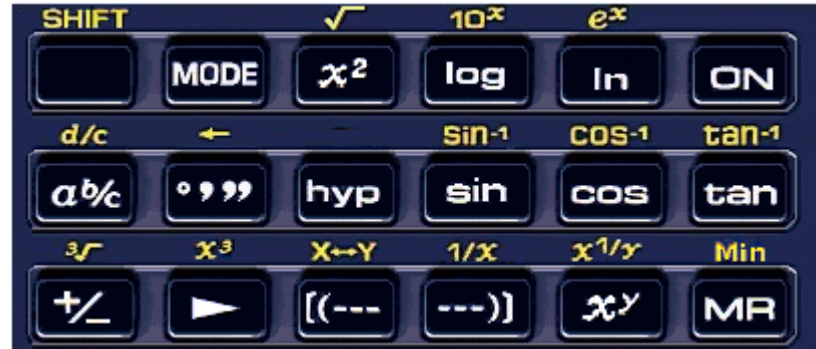 SHIFT √ 10ˣ eˣ
MODE x² log ln ON
d/c ← sin-1 cos-1 tan-1
ab/c °’” hyp sin cos tan
³√ x³ X↔Y 1/x x1/y Min
+/− ► [(--- ---)] xʸ MR